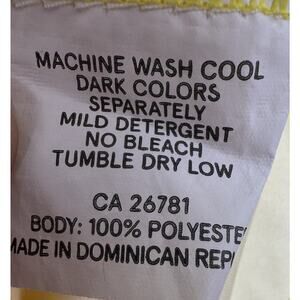 MACHINE WASH COOL
DARK COLORS
SEPARATELY
MILD DETERGENT
NO BLEACH
TUMBLE DRY LOW
CA 26781
BODY: 100% POLYESTE
MADE IN DOMINICAN REP